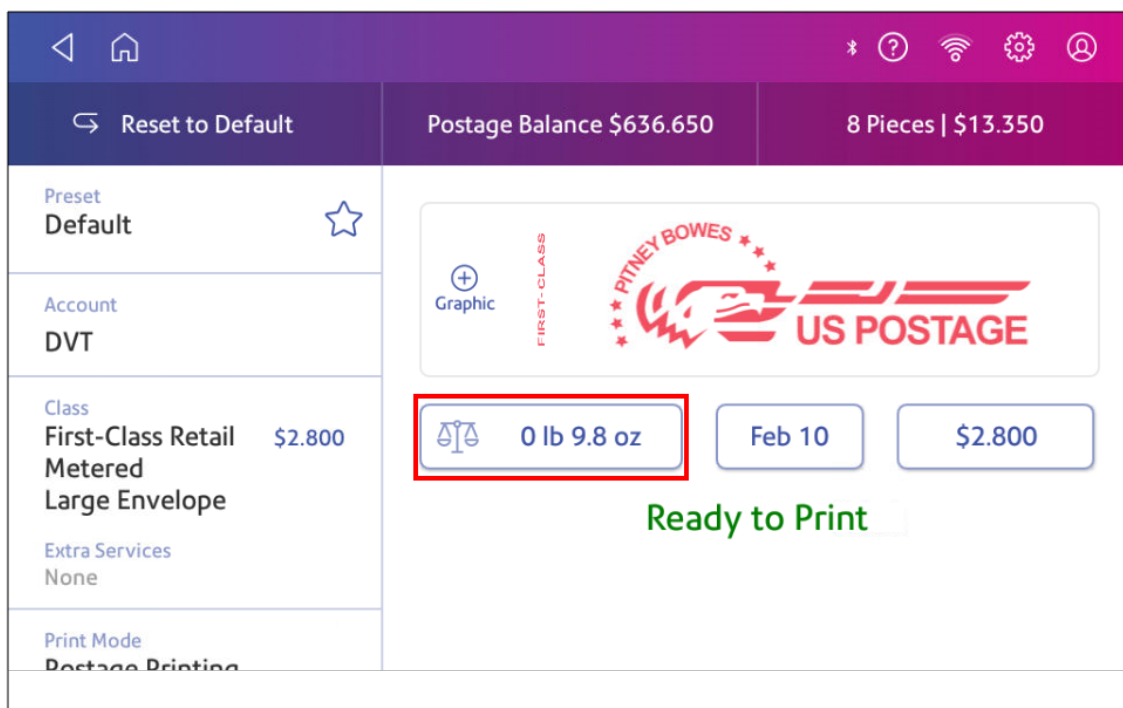 Reset to Default
Postage Balance $636.650
8 Pieces | $13.350
Preset
Default
Account
DVT
Class
First-Class Retail $2.800
Metered
Large Envelope
Extra Services
None
Print Mode
Postage Printing
+ Graphic
FIRST-CLASS
PITNEY BOWES
US POSTAGE
0 lb 9.8 oz
Feb 10
$2.800
Ready to Print